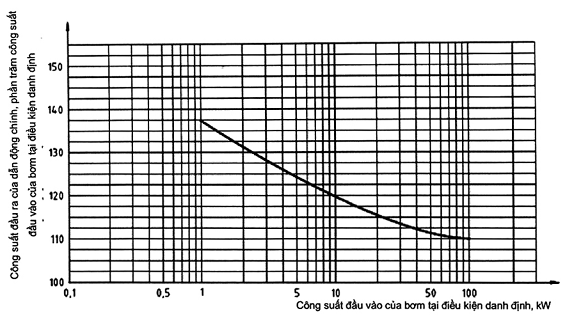 Công suất đầu ra của dẫn động chính, phần trăm công suất
đầu vào của bơm tại điều kiện danh định
150
140
130
120
110
100
0,1 0,5 1 5 10 50 100
Công suất đầu vào của bơm tại điều kiện danh định, kW